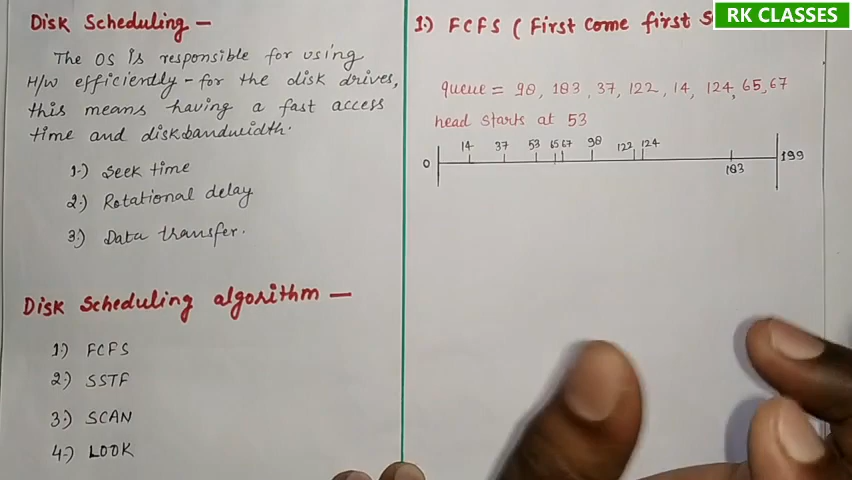 Disk Scheduling -
The OS is responsible for using
H/W efficiently - for the disk drives,
this means having a fast access
time and disk bandwidth.
1.) Seek time
2.) Rotational delay
3.) Data transfer.
Disk Scheduling algorithm -
1.) FCFS
2.) SSTF
3.) SCAN
4.) LOOK
RK CLASSES
1.) FCFS ( First Come first
queue = 98, 183, 37, 122, 14, 124, 65, 67
head starts at 53
14 37 53 65 67 98 122 124
0 183 199